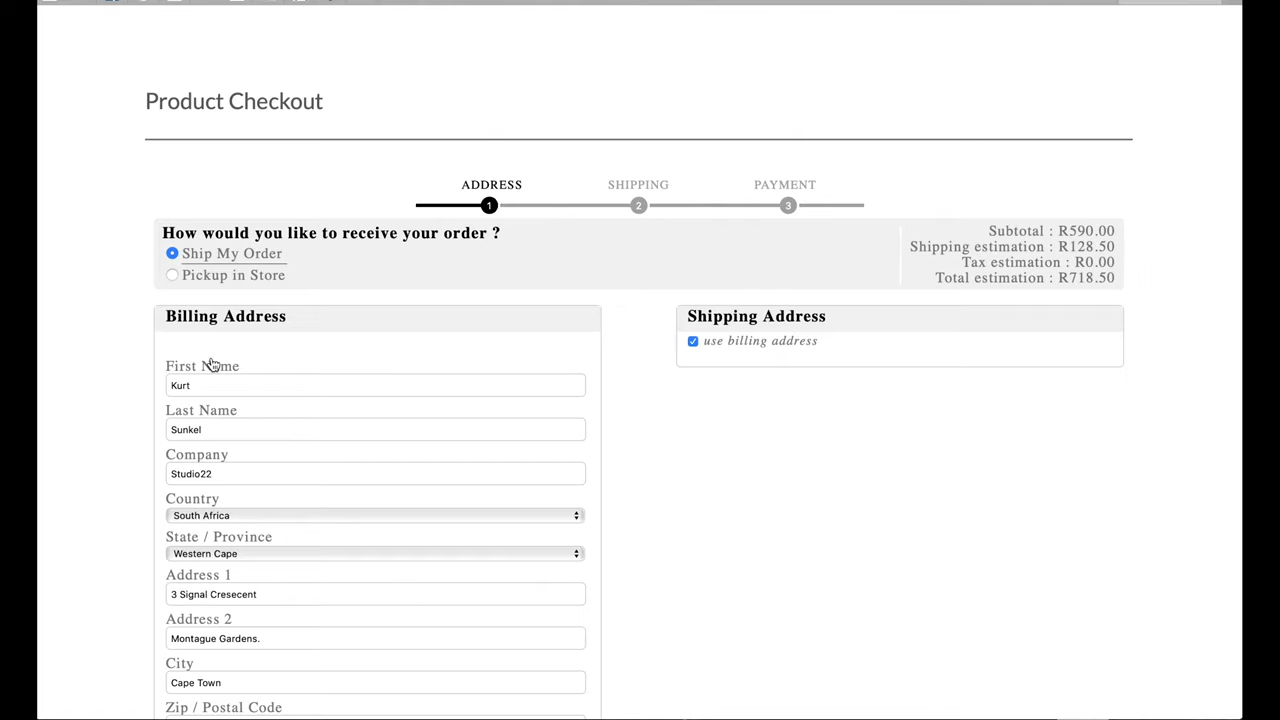 Product Checkout
ADDRESS SHIPPING PAYMENT
1 2 3
How would you like to receive your order ?
Ship My Order
Pickup in Store
Subtotal : R590.00
Shipping estimation : R128.50
Tax estimation : R0.00
Total estimation : R718.50
Billing Address
First Name
Kurt
Last Name
Sunkel
Company
Studio22
Country
South Africa
State / Province
Western Cape
Address 1
3 Signal Cresecent
Address 2
Montague Gardens.
City
Cape Town
Zip / Postal Code
Shipping Address
use billing address